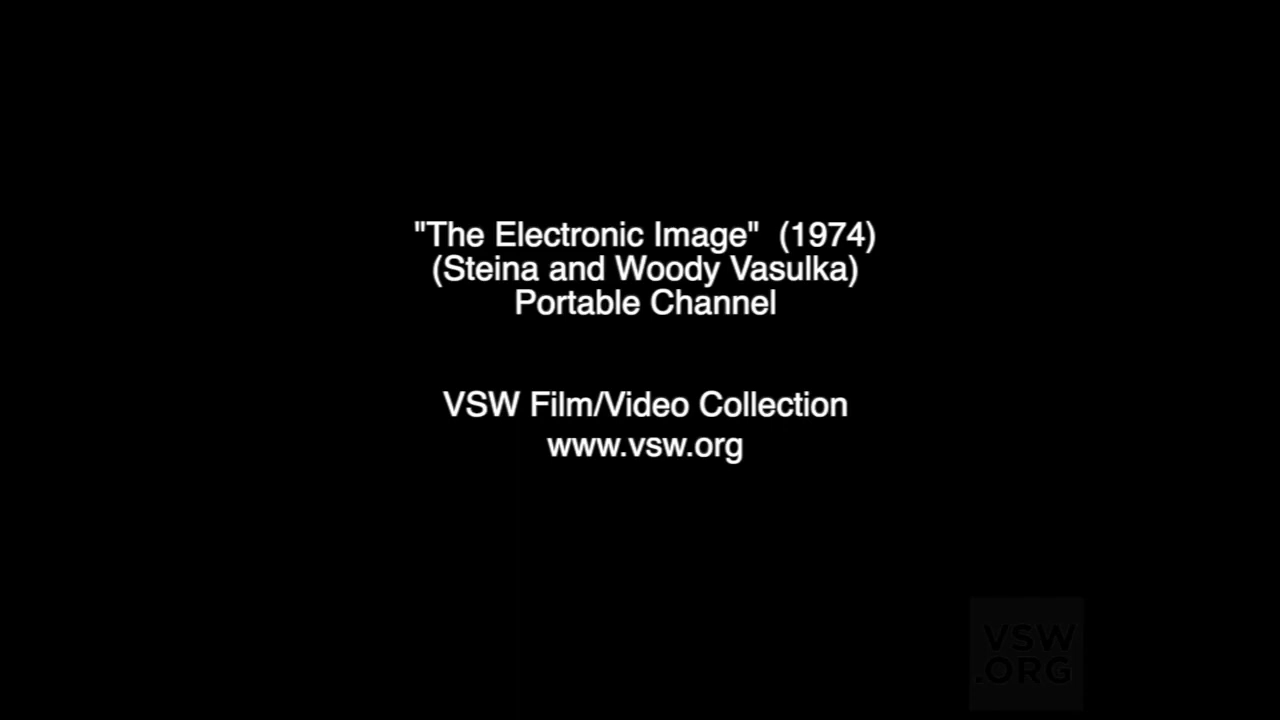 "The Electronic Image" (1974)
(Steina and Woody Vasulka)
Portable Channel
VSW Film/Video Collection
www.vsw.org
VSW
.ORG